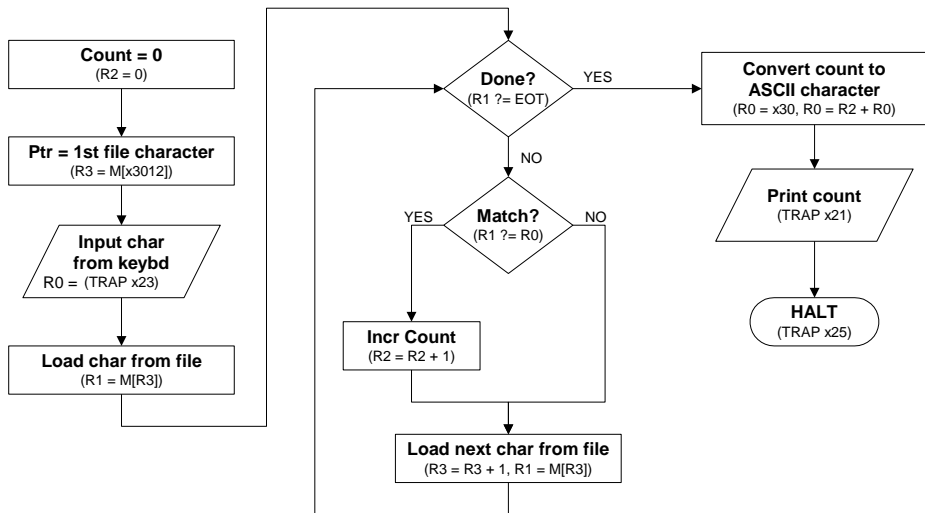 Count = 0
(R2 = 0)
Ptr = 1st file character
(R3 = M[x3012])
Input char
from keybd
R0 = (TRAP x23)
Load char from file
(R1 = M[R3])
Done?
(R1 ?= EOT)
YES
NO
Match?
(R1 ?= R0)
YES
NO
Incr Count
(R2 = R2 + 1)
Load next char from file
(R3 = R3 + 1, R1 = M[R3])
Convert count to
ASCII character
(R0 = x30, R0 = R2 + R0)
Print count
(TRAP x21)
HALT
(TRAP x25)